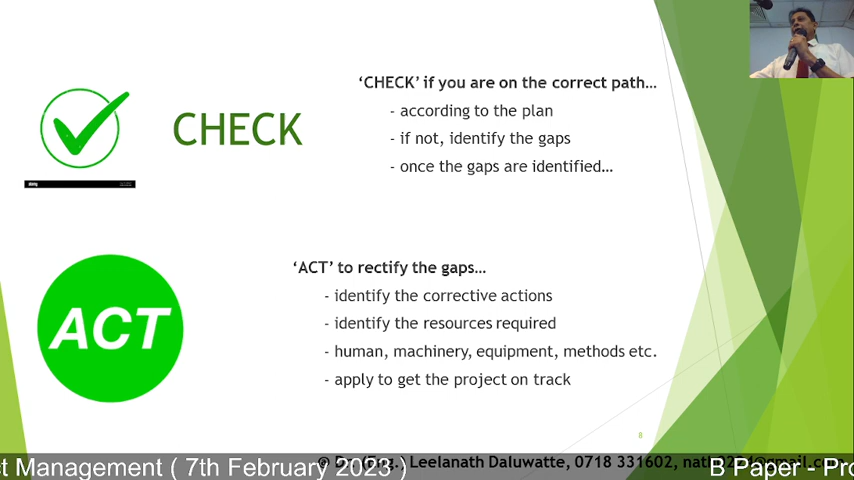 ‘CHECK’ if you are on the correct path…
- according to the plan
CHECK
- if not, identify the gaps
- once the gaps are identified…
‘ACT’ to rectify the gaps…
- identify the corrective actions
ACT
- identify the resources required
- human, machinery, equipment, methods etc.
- apply to get the project on track
8
@ Dr. (Eng.) Leelanath Daluwatte, 0718 331602,
t Management ( 7th February 2023 ) B Paper - Pro